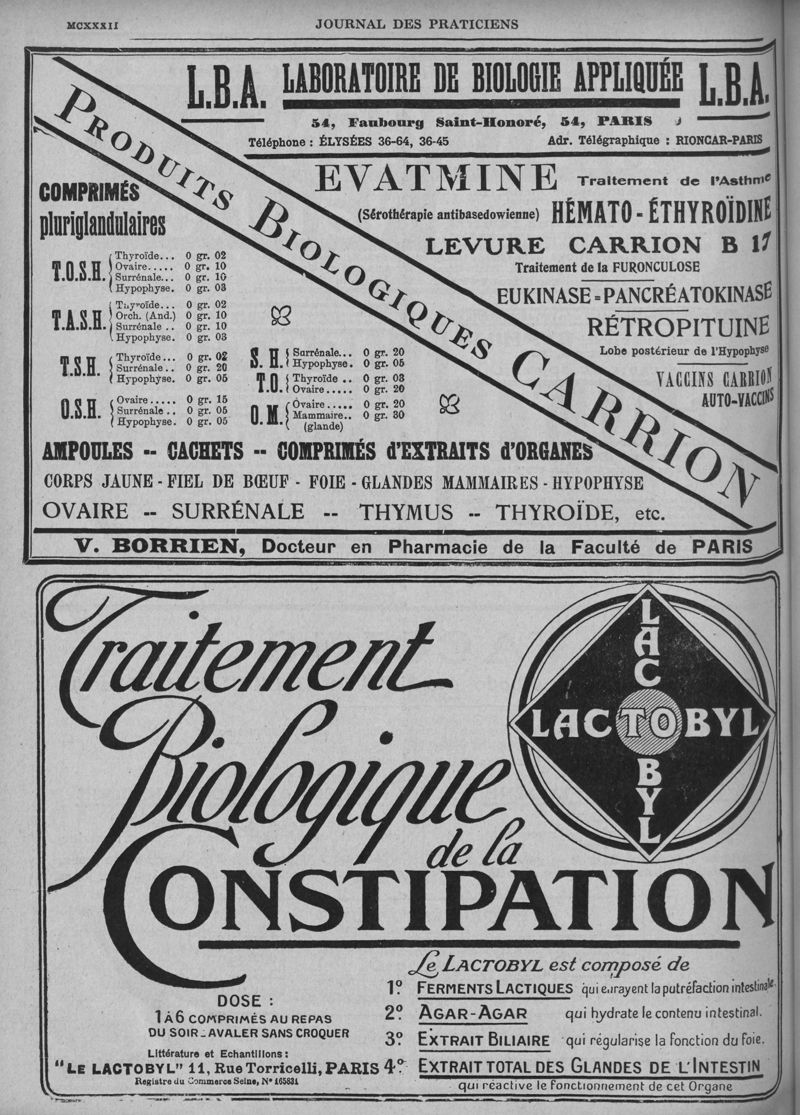 MCXXXII
JOURNAL DES PRATICIENS
L.B.A. LABORATOIRE DE BIOLOGIE APPLIQUÉE L.B.A.
54, Faubourg Saint-Honoré, 54, PARIS
Téléphone : ÉLYSÉES 36-64, 36-45 Adr. Télégraphique : RIONCAR-PARIS
PRODUITS BIOLOGIQUES CARRION
EVATMINE Traitement de l'Asthme
(Sérothérapie antibasedowienne) HÉMATO-ÉTHYROÏDINE
LEVURE CARRION B 17
Traitement de la FURONCULOSE
EUKINASE-PANCRÉATOKINASE
RÉTROPITUINE
Lobe postérieur de l'Hypophyse
VACCINS CARRION
AUTO-VACCINS
COMPRIMÉS
pluriglandulaires
T.O.S.H.
Thyroïde... 0 gr. 02
Ovaire..... 0 gr. 10
Surrénale... 0 gr. 10
Hypophyse. 0 gr. 03
T.A.S.H.
Thyroïde... 0 gr. 02
Orch. (And.) 0 gr. 10
Surrénale .. 0 gr. 10
Hypophyse. 0 gr. 03
T.S.H.
Thyroïde... 0 gr. 02
Surrénale .. 0 gr. 20
Hypophyse. 0 gr. 05
O.S.H.
Ovaire ..... 0 gr. 15
Surrénale .. 0 gr. 05
Hypophyse. 0 gr. 05
S. H.
Surrénale... 0 gr. 20
Hypophyse. 0 gr. 05
T.O.
Thyroïde .. 0 gr. 03
Ovaire ..... 0 gr. 20
O.M.
Ovaire ..... 0 gr. 20
Mammaire.. 0 gr. 30
(glande)
AMPOULES -- CACHETS -- COMPRIMÉS d'EXTRAITS d'ORGANES
CORPS JAUNE - FIEL DE BŒUF - FOIE - GLANDES MAMMAIRES - HYPOPHYSE
OVAIRE -- SURRÉNALE -- THYMUS -- THYROÏDE, etc.
V. BORRIEN, Docteur en Pharmacie de la Faculté de PARIS
Traitement
Biologique
de la
CONSTIPATION
LACTOBYL
LACTOBYL
Le LACTOBYL est composé de
1º FERMENTS LACTIQUES qui enrayent la putréfaction intestinale.
2º AGAR-AGAR qui hydrate le contenu intestinal.
3º EXTRAIT BILIAIRE qui régularise la fonction du foie.
4º EXTRAIT TOTAL DES GLANDES DE L'INTESTIN
qui réactive le fonctionnement de cet Organe
DOSE :
1 À 6 COMPRIMÉS AU REPAS
DU SOIR _ AVALER SANS CROQUER
Littérature et Echantillons :
"LE LACTOBYL" 11, Rue Torricelli, PARIS
Registre du Commerce Seine, Nº 165831